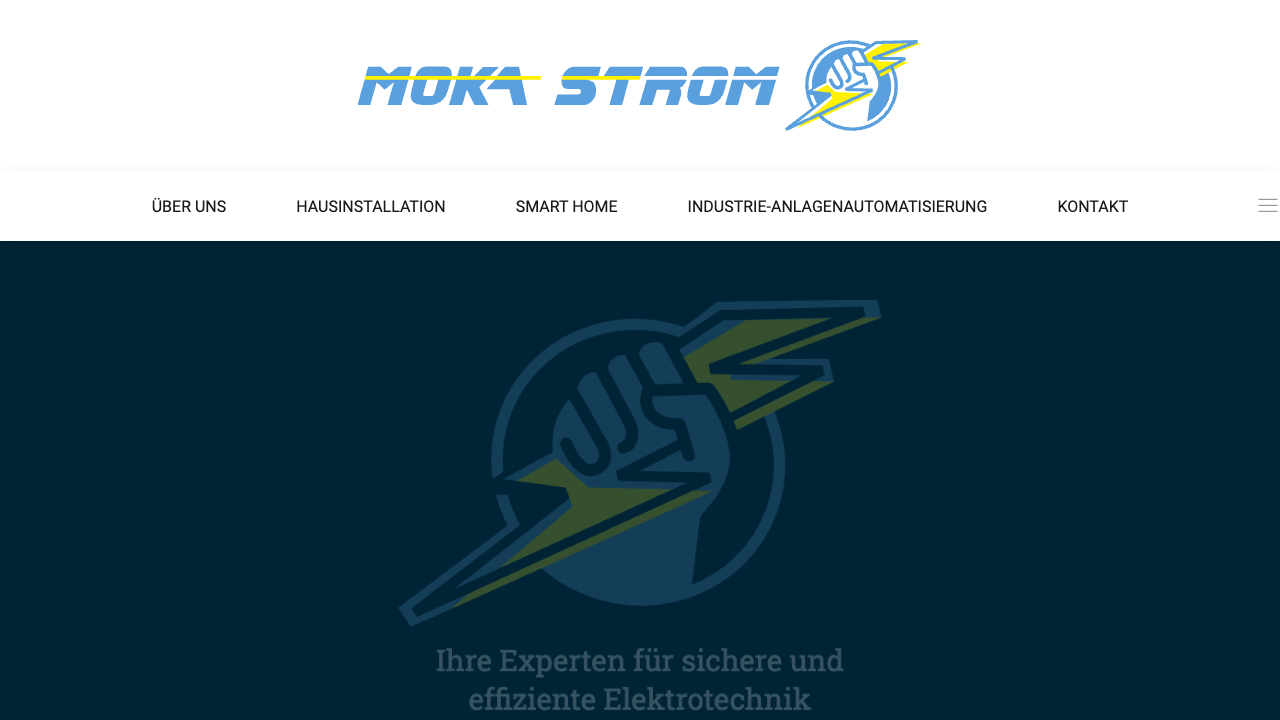 MOKA STROM
ÜBER UNS
HAUSINSTALLATION
SMART HOME
INDUSTRIE-ANLAGENAUTOMATISIERUNG
KONTAKT
Ihre Experten für sichere und
effiziente Elektrotechnik